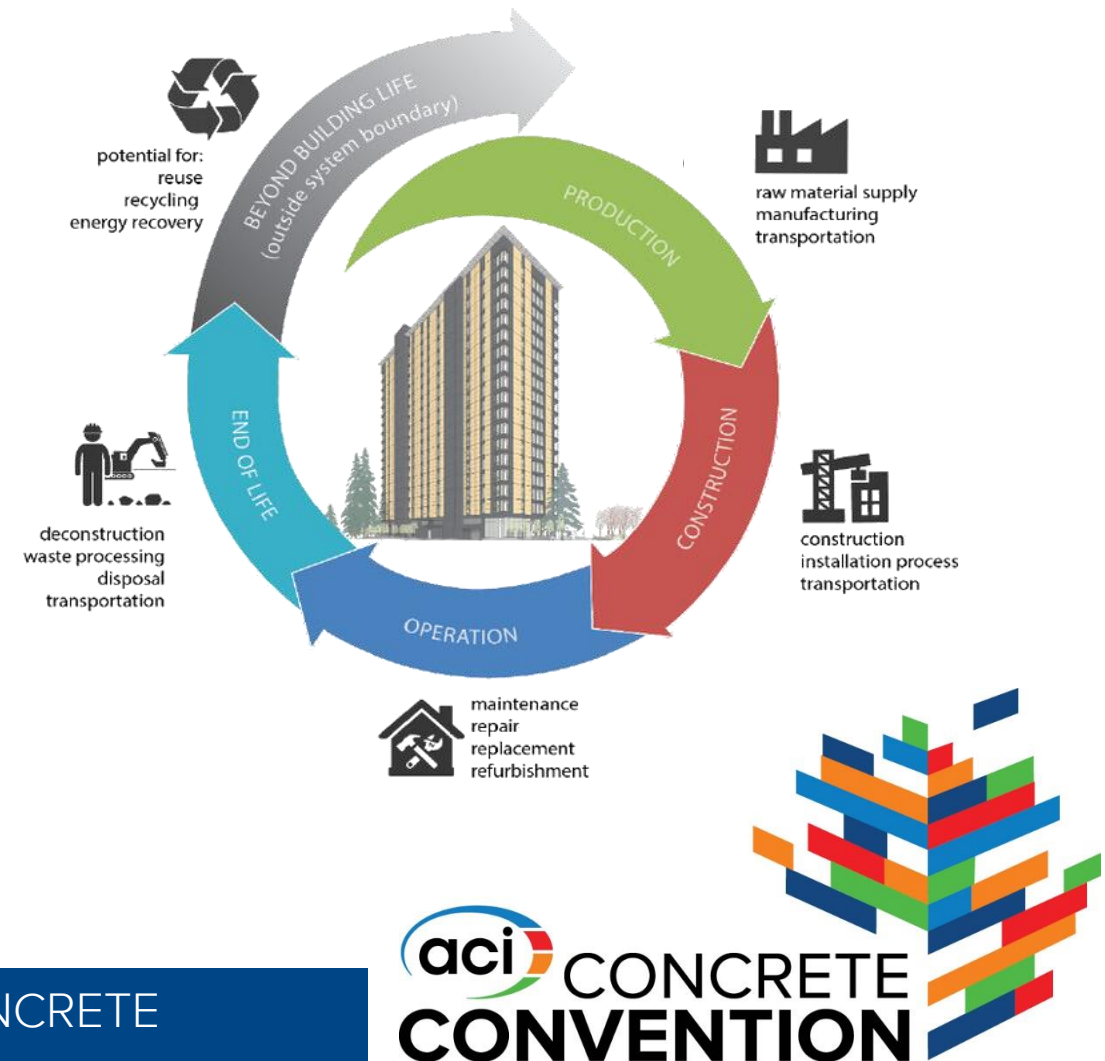 BEYOND BUILDING LIFE
(outside system boundary)
potential for:
reuse
recycling
energy recovery
PRODUCTION
raw material supply
manufacturing
transportation
CONSTRUCTION
construction
installation process
transportation
OPERATION
maintenance
repair
replacement
refurbishment
END OF LIFE
deconstruction
waste processing
disposal
transportation
aci CONCRETE
CONVENTION